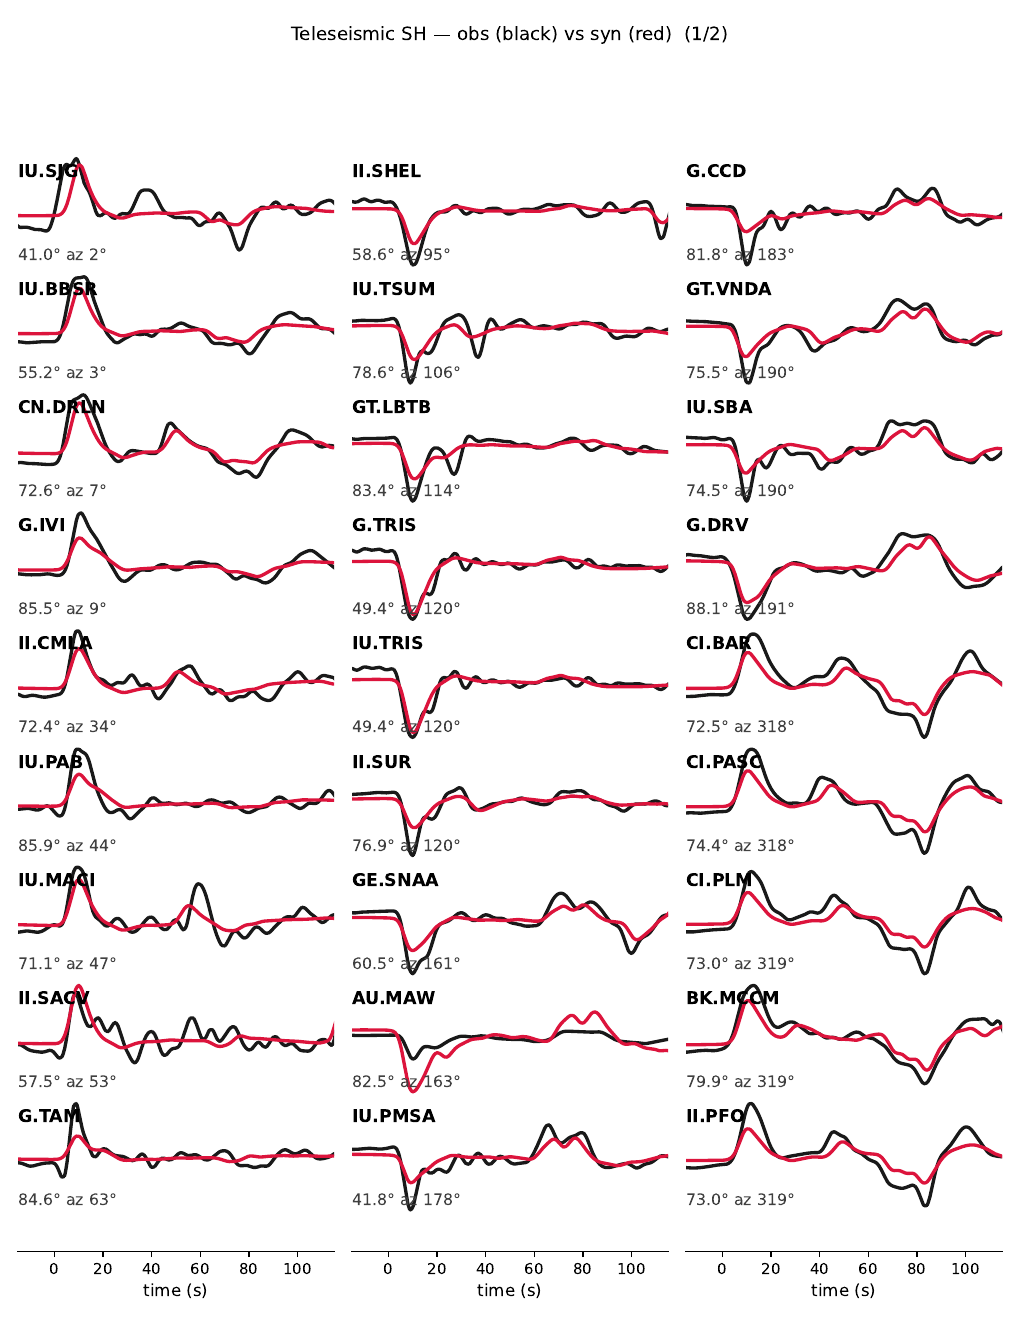 Teleseismic SH — obs (black) vs syn (red)  (1/2)
IU.SJG
41.0° az 2°
IU.BBSR
55.2° az 3°
CN.DRLN
72.6° az 7°
G.IVI
85.5° az 9°
II.CMLA
72.4° az 34°
IU.PAB
85.9° az 44°
IU.MACI
71.1° az 47°
II.SACV
57.5° az 53°
G.TAM
84.6° az 63°
0 20 40 60 80 100
time (s)
II.SHEL
58.6° az 95°
IU.TSUM
78.6° az 106°
GT.LBTB
83.4° az 114°
G.TRIS
49.4° az 120°
IU.TRIS
49.4° az 120°
II.SUR
76.9° az 120°
GE.SNAA
60.5° az 161°
AU.MAW
82.5° az 163°
IU.PMSA
41.8° az 178°
0 20 40 60 80 100
time (s)
G.CCD
81.8° az 183°
GT.VNDA
75.5° az 190°
IU.SBA
74.5° az 190°
G.DRV
88.1° az 191°
CI.BAR
72.5° az 318°
CI.PASC
74.4° az 318°
CI.PLM
73.0° az 319°
BK.MCCM
79.9° az 319°
II.PFO
73.0° az 319°
0 20 40 60 80 100
time (s)